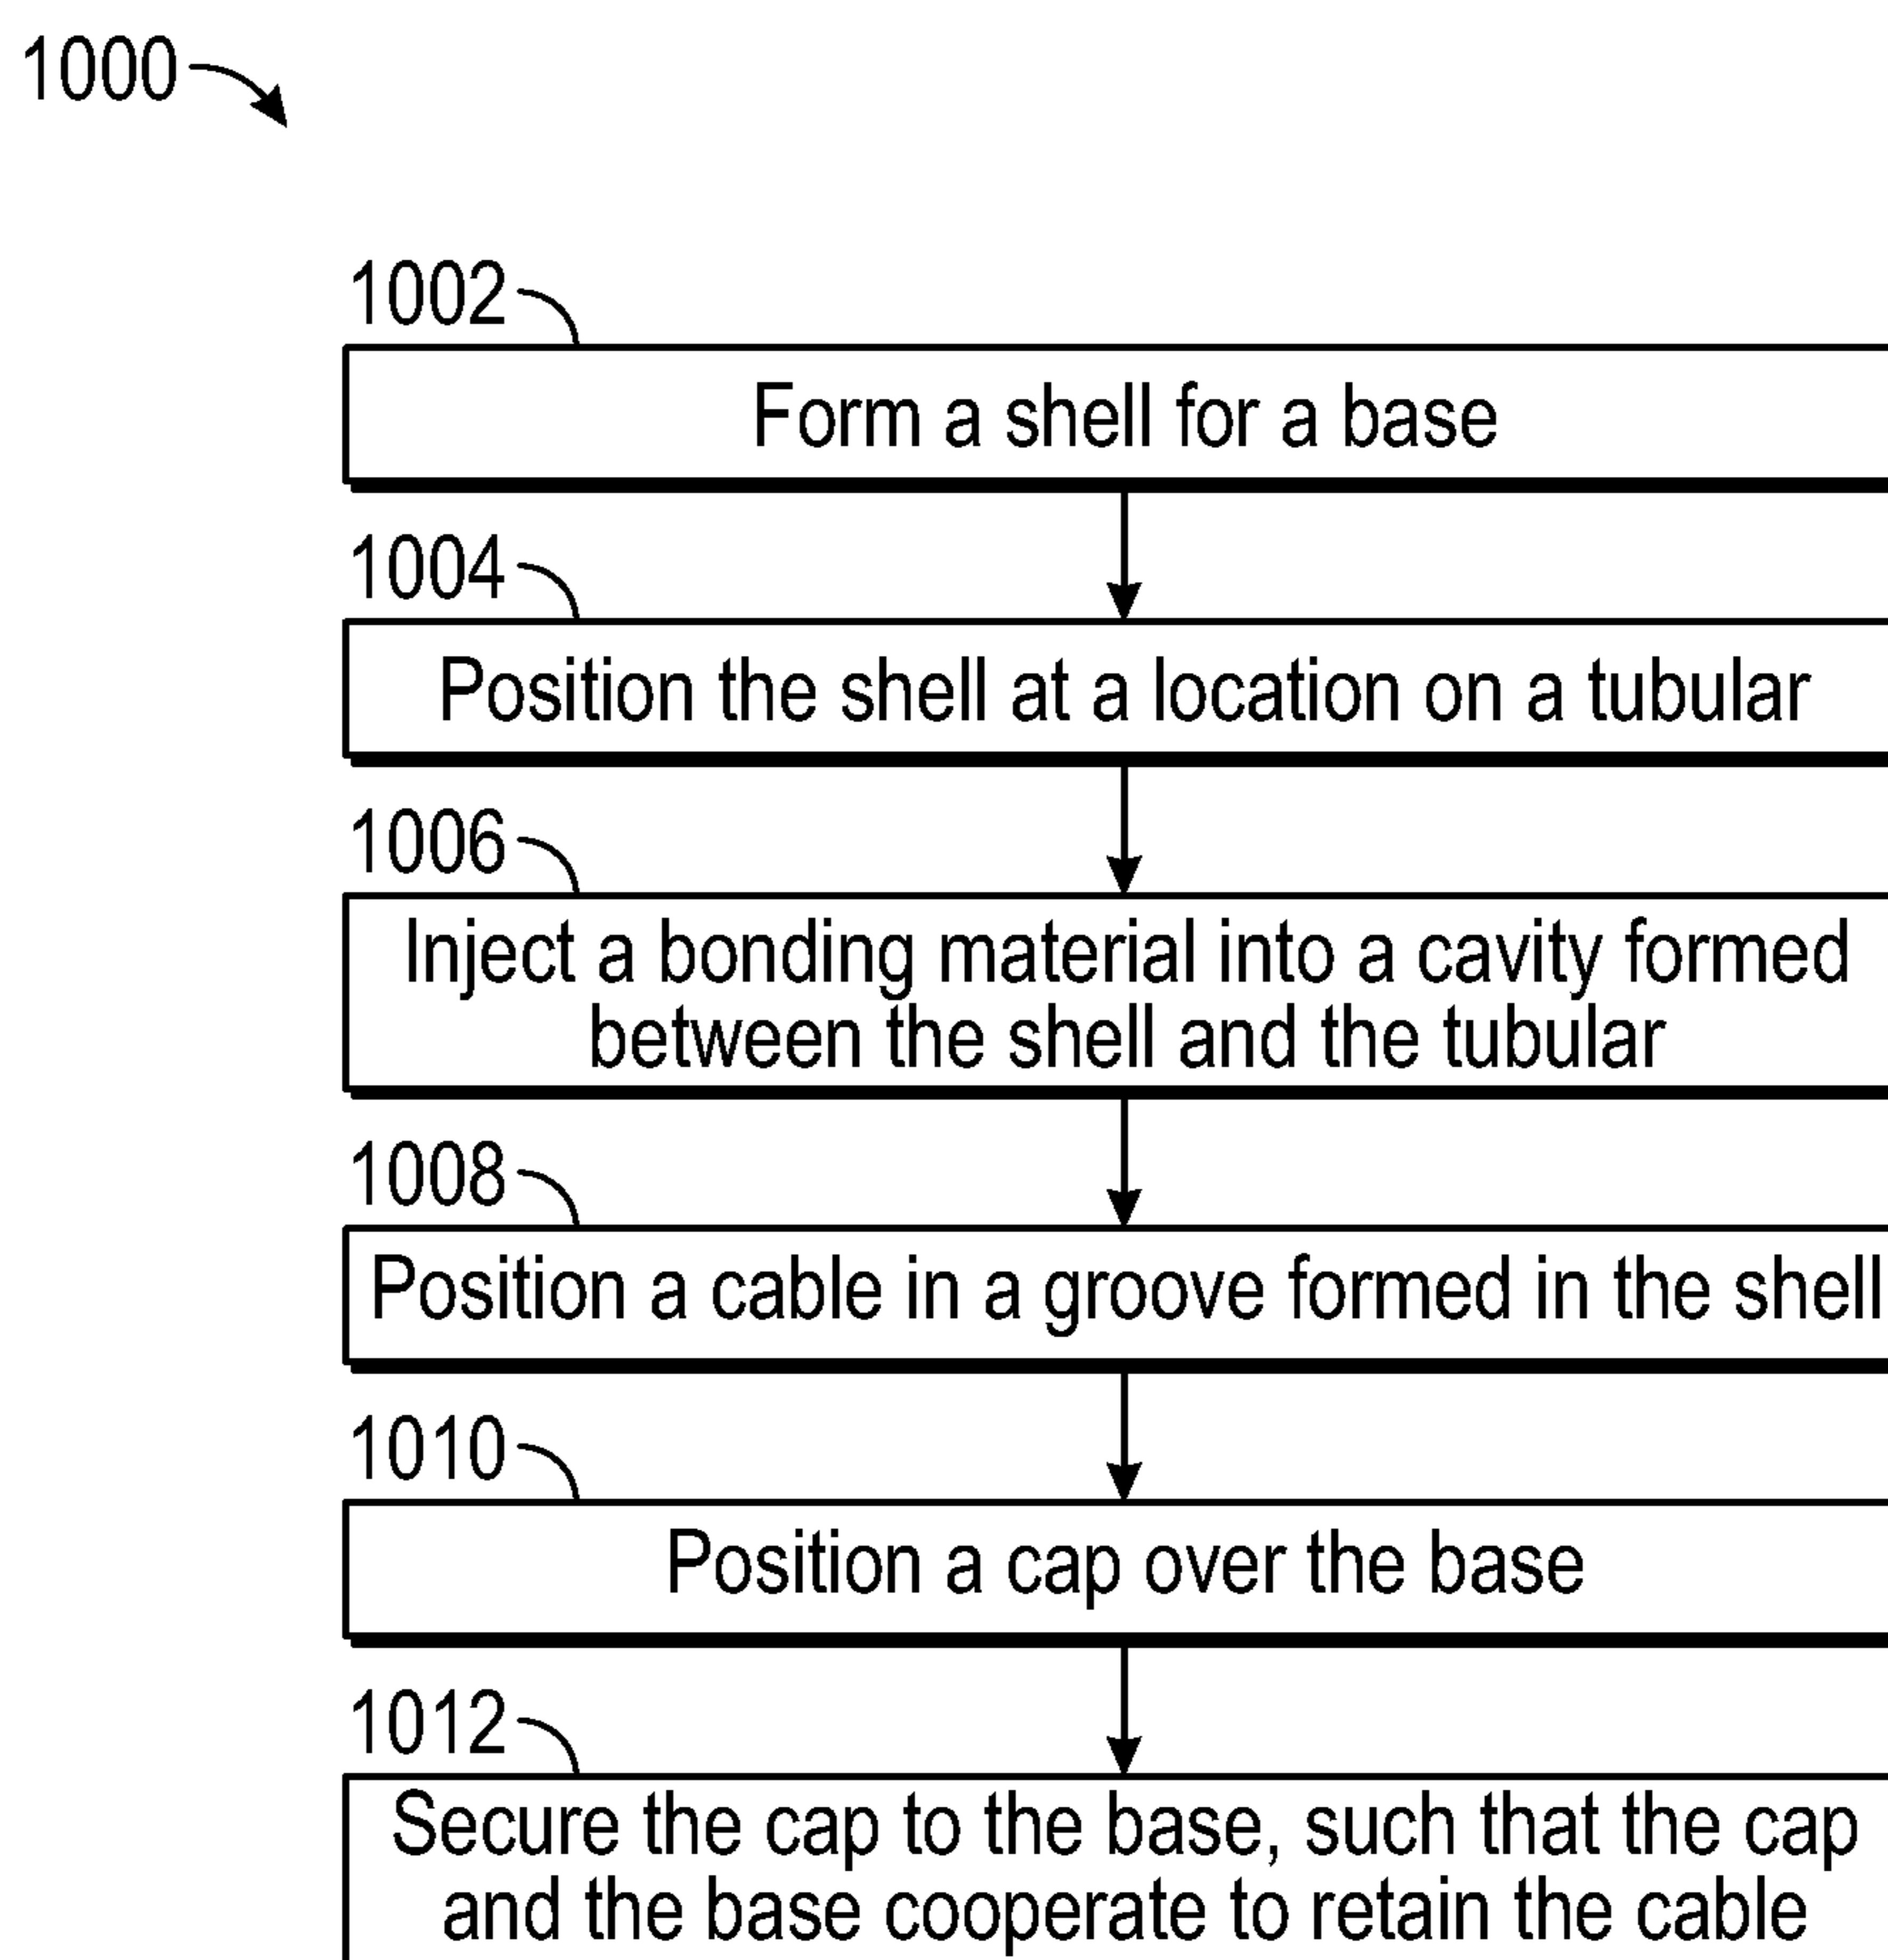 1000
1002
Form a shell for a base
1004
Position the shell at a location on a tubular
1006
Inject a bonding material into a cavity formed
between the shell and the tubular
1008
Position a cable in a groove formed in the shell
1010
Position a cap over the base
1012
Secure the cap to the base, such that the cap
and the base cooperate to retain the cable